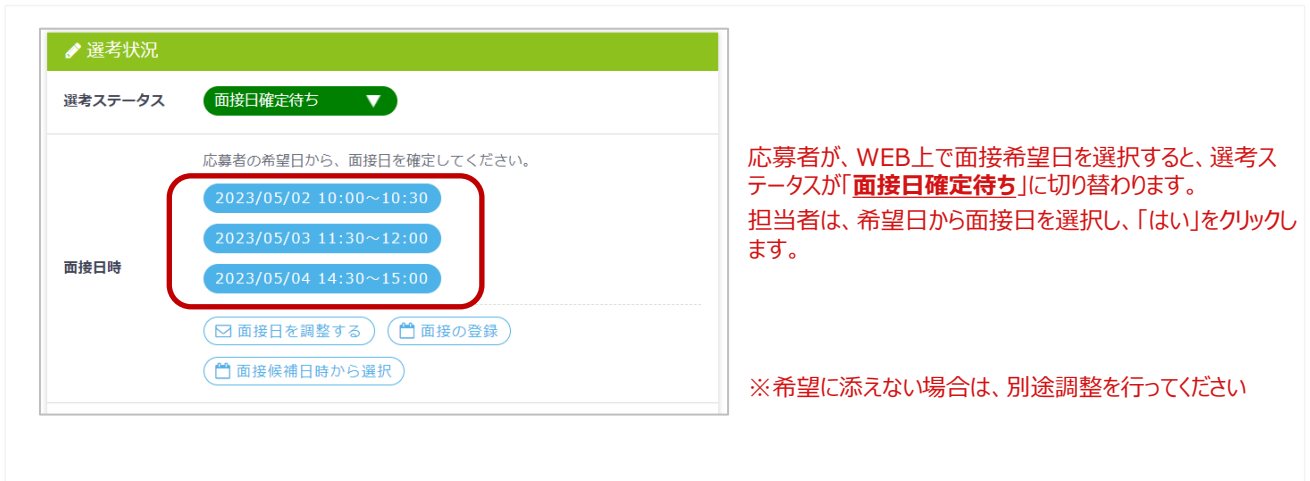 選考状況
選考ステータス
面接日確定待ち ▼
応募者の希望日から、面接日を確定してください。
2023/05/02 10:00～10:30
2023/05/03 11:30～12:00
面接日時
2023/05/04 14:30～15:00
面接日を調整する
面接の登録
面接候補日時から選択
応募者が、WEB上で面接希望日を選択すると、選考ス
テータスが「面接日確定待ち」に切り替わります。
担当者は、希望日から面接日を選択し、「はい」をクリックし
ます。
※希望に添えない場合は、別途調整を行ってください